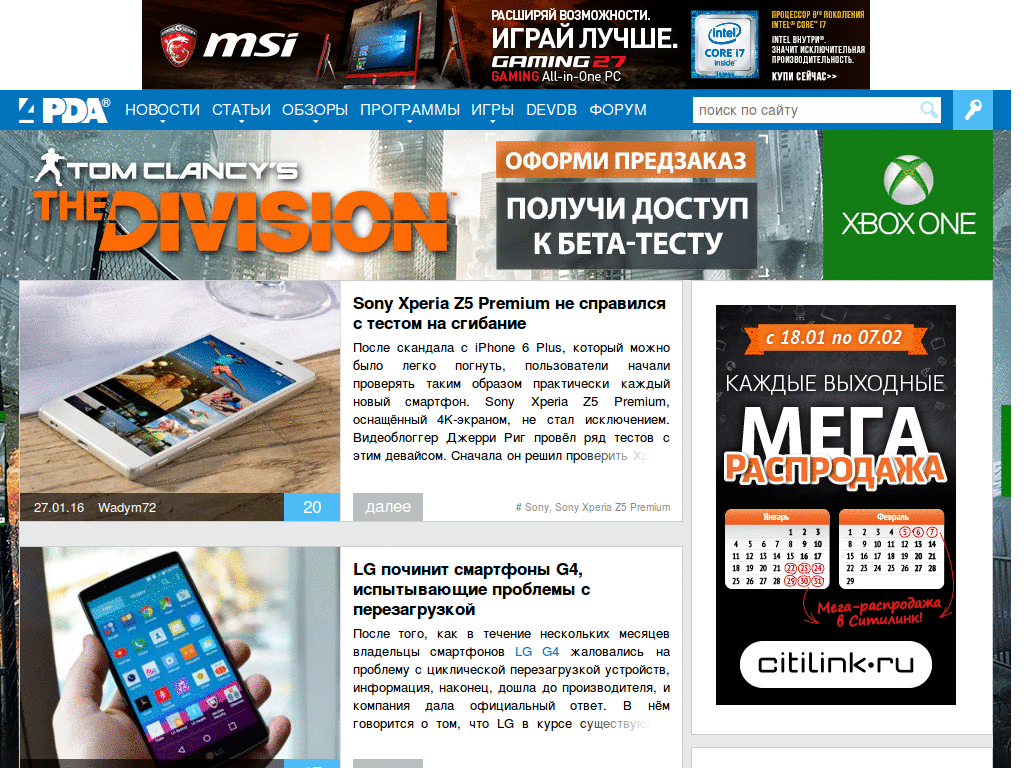 msi
РАСШИРЯЙ ВОЗМОЖНОСТИ.
ИГРАЙ ЛУЧШЕ.
GAMING 27
GAMING All-in-One PC
intel
CORE i7
inside™
ПРОЦЕССОР 6го ПОКОЛЕНИЯ
INTEL® CORE™ i7
INTEL ВНУТРИ®.
ЗНАЧИТ ИСКЛЮЧИТЕЛЬНАЯ
ПРОИЗВОДИТЕЛЬНОСТЬ.
КУПИ СЕЙЧАС>>
4PDA®
НОВОСТИ СТАТЬИ ОБЗОРЫ ПРОГРАММЫ ИГРЫ DEVDB ФОРУМ
поиск по сайту
TOM CLANCY'S
THE DIVISION™
ОФОРМИ ПРЕДЗАКАЗ
ПОЛУЧИ ДОСТУП
К БЕТА-ТЕСТУ
XBOX ONE
Sony Xperia Z5 Premium не справился
с тестом на сгибание
После скандала с iPhone 6 Plus, который можно
было легко погнуть, пользователи начали
проверять таким образом практически каждый
новый смартфон. Sony Xperia Z5 Premium,
оснащённый 4K-экраном, не стал исключением.
Видеоблоггер Джерри Риг провёл ряд тестов с
этим девайсом. Сначала он решил проверить Xp
27.01.16 Wadym72 20
далее
# Sony, Sony Xperia Z5 Premium
LG починит смартфоны G4,
испытывающие проблемы с
перезагрузкой
После того, как в течение нескольких месяцев
владельцы смартфонов LG G4 жаловались на
проблему с циклической перезагрузкой устройств,
информация, наконец, дошла до производителя, и
компания дала официальный ответ. В нём
говорится о том, что LG в курсе существую
LG
с 18.01 по 07.02
КАЖДЫЕ ВЫХОДНЫЕ
МЕГА
РАСПРОДАЖА
Январь
1 2 3
4 5 6 7 8 9 10
11 12 13 14 15 16 17
18 19 20 21 22 23 24
25 26 27 28 29 30 31
Февраль
1 2 3 4 5 6 7
8 9 10 11 12 13 14
15 16 17 18 19 20 21
22 23 24 25 26 27 28
29
Мега-распродажа
в Ситилинк!
citilink•ru